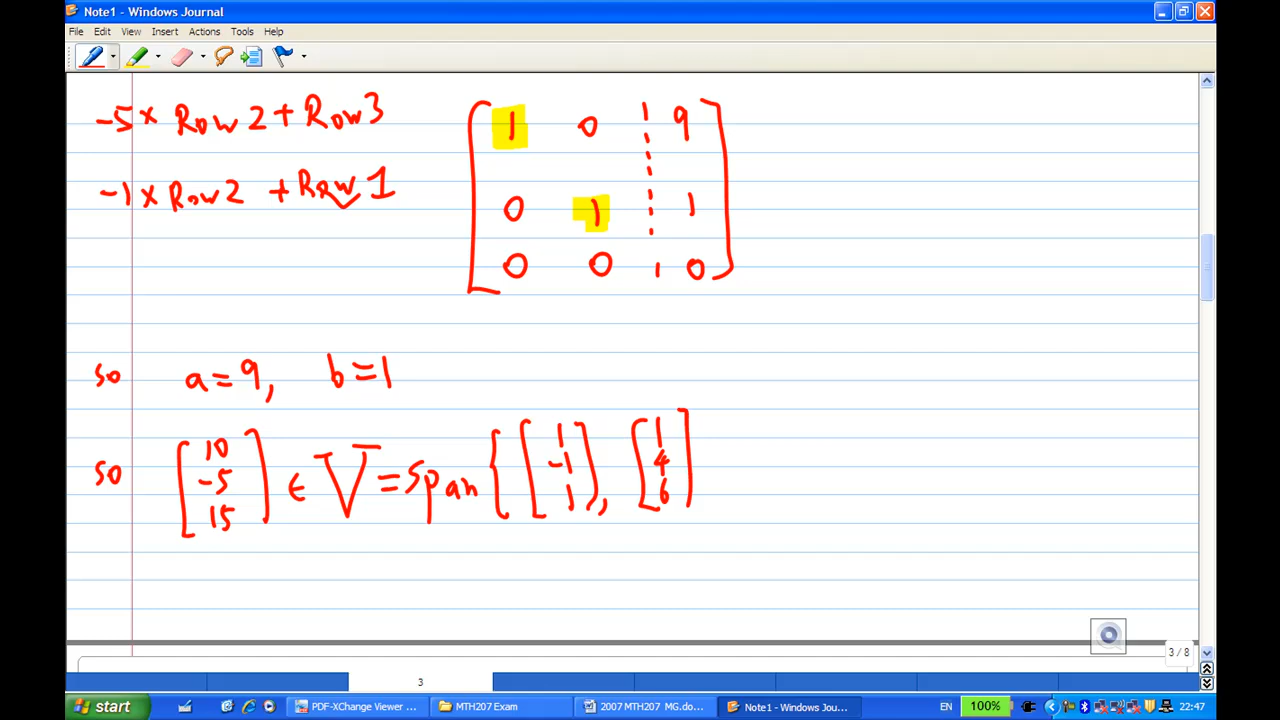 Note1 - Windows Journal
File Edit View Insert Actions Tools Help
-5 x Row 2 + Row 3
-1 x Row 2 + Row 1
1 0 9
0 1 1
0 0 0
so a = 9, b = 1
so [10 -5 15] ∈ V = Span { [1 -1 1], [1 4 6]
3 / 8
3
start
PDF-XChange Viewer ...
MTH207 Exam
2007 MTH207 MG.do...
Note1 - Windows Jou...
EN
100%
22:47